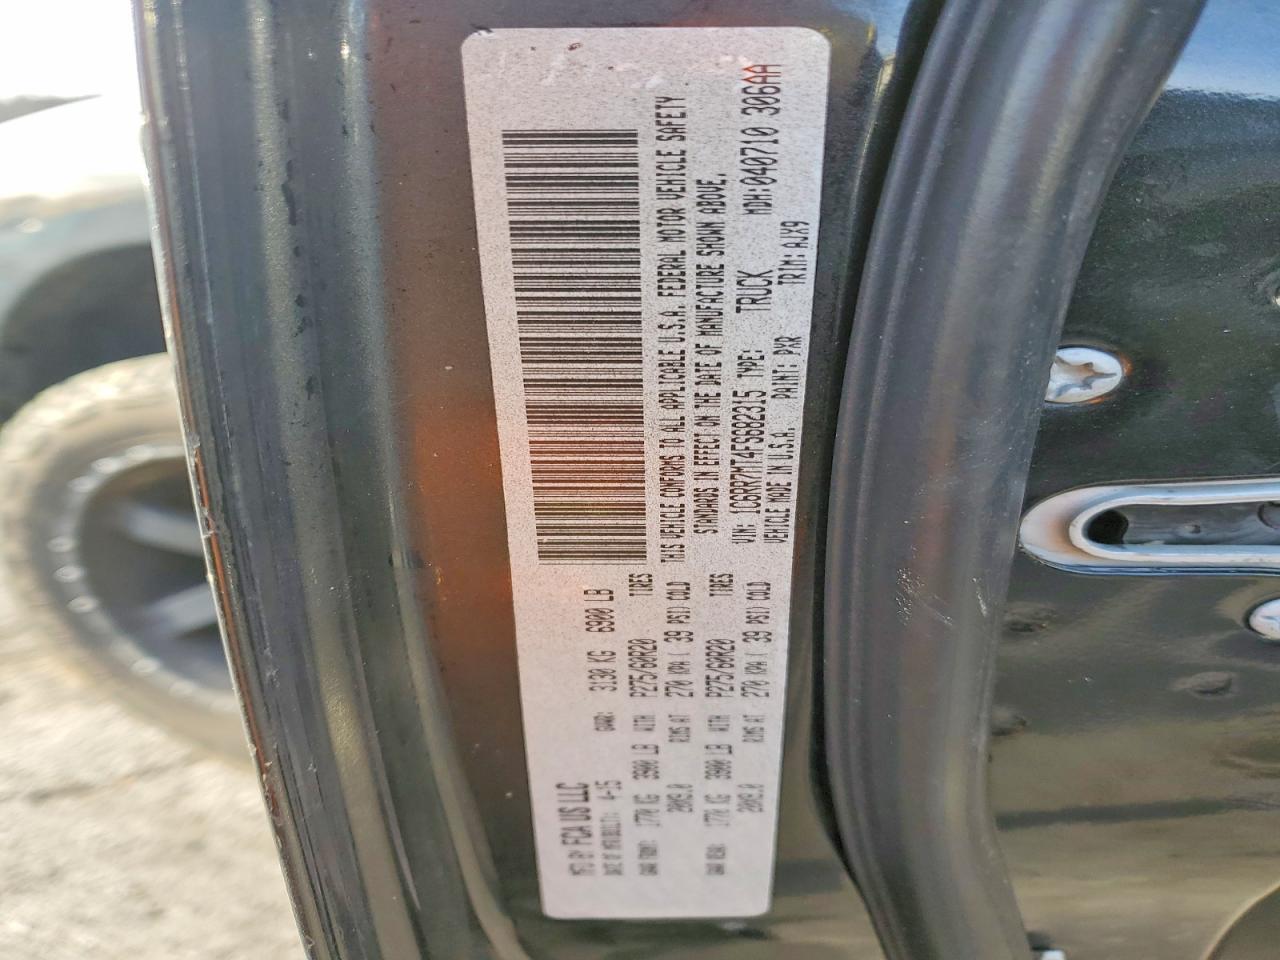 MFD BY FCA US LLC
DATE OF MFR/BUILT: 4-15 GVWR: 3130 KG 6900 LB
GAWR FRONT: 1770 KG 3900 LB WITH P275/60R20 TIRES
20X9.0 RIMS AT 270 KPA ( 39 PSI) COLD
GAWR REAR: 1770 KG 3900 LB WITH P275/60R20 TIRES
20X9.0 RIMS AT 270 KPA ( 39 PSI) COLD
THIS VEHICLE CONFORMS TO ALL APPLICABLE U.S.A. FEDERAL MOTOR VEHICLE SAFETY
STANDARDS IN EFFECT ON THE DATE OF MANUFACTURE SHOWN ABOVE.
VIN: 1C6RR7MT4FS682315 TYPE: TRUCK MDH: 040710 306AA
VEHICLE MADE IN U.S.A. PAINT: PXR TRIM: AJX9